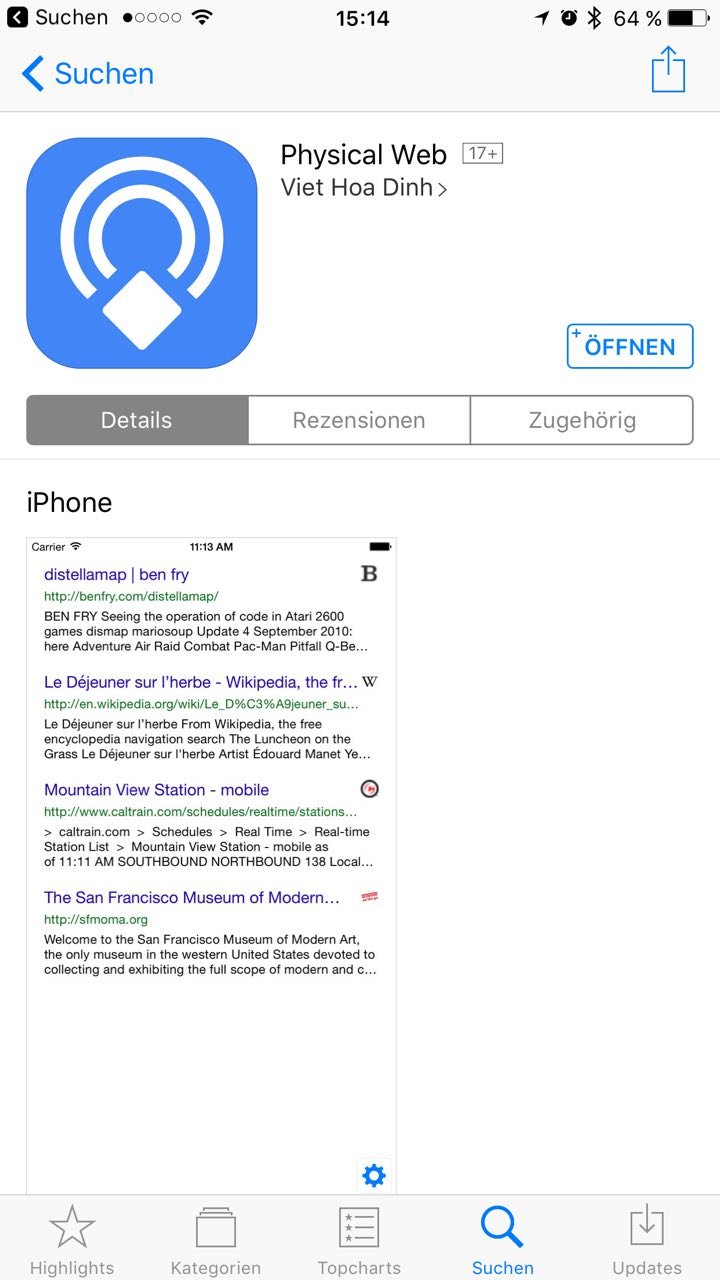 Suchen 15:14 64 %
Suchen
Physical Web 17+
Viet Hoa Dinh >
+ ÖFFNEN
Details Rezensionen Zugehörig
iPhone
Carrier 11:13 AM
distellamap | ben fry B
http://benfry.com/distellamap/
BEN FRY Seeing the operation of code in Atari 2600
games dismap mariosoup Update 4 September 2010:
here Adventure Air Raid Combat Pac-Man Pitfall Q-Be...
Le Déjeuner sur l'herbe - Wikipedia, the fr... W
http://en.wikipedia.org/wiki/Le_D%C3%A9jeuner_su...
Le Déjeuner sur l'herbe From Wikipedia, the free
encyclopedia navigation search The Luncheon on the
Grass Le Déjeuner sur l'herbe Artist Édouard Manet Ye...
Mountain View Station - mobile
http://www.caltrain.com/schedules/realtime/stations...
> caltrain.com > Schedules > Real Time > Real-time
Station List > Mountain View Station - mobile as
of 11:11 AM SOUTHBOUND NORTHBOUND 138 Local...
The San Francisco Museum of Modern...
http://sfmoma.org
Welcome to the San Francisco Museum of Modern Art,
the only museum in the western United States devoted to
collecting and exhibiting the full scope of modern and c...
Highlights Kategorien Topcharts Suchen Updates